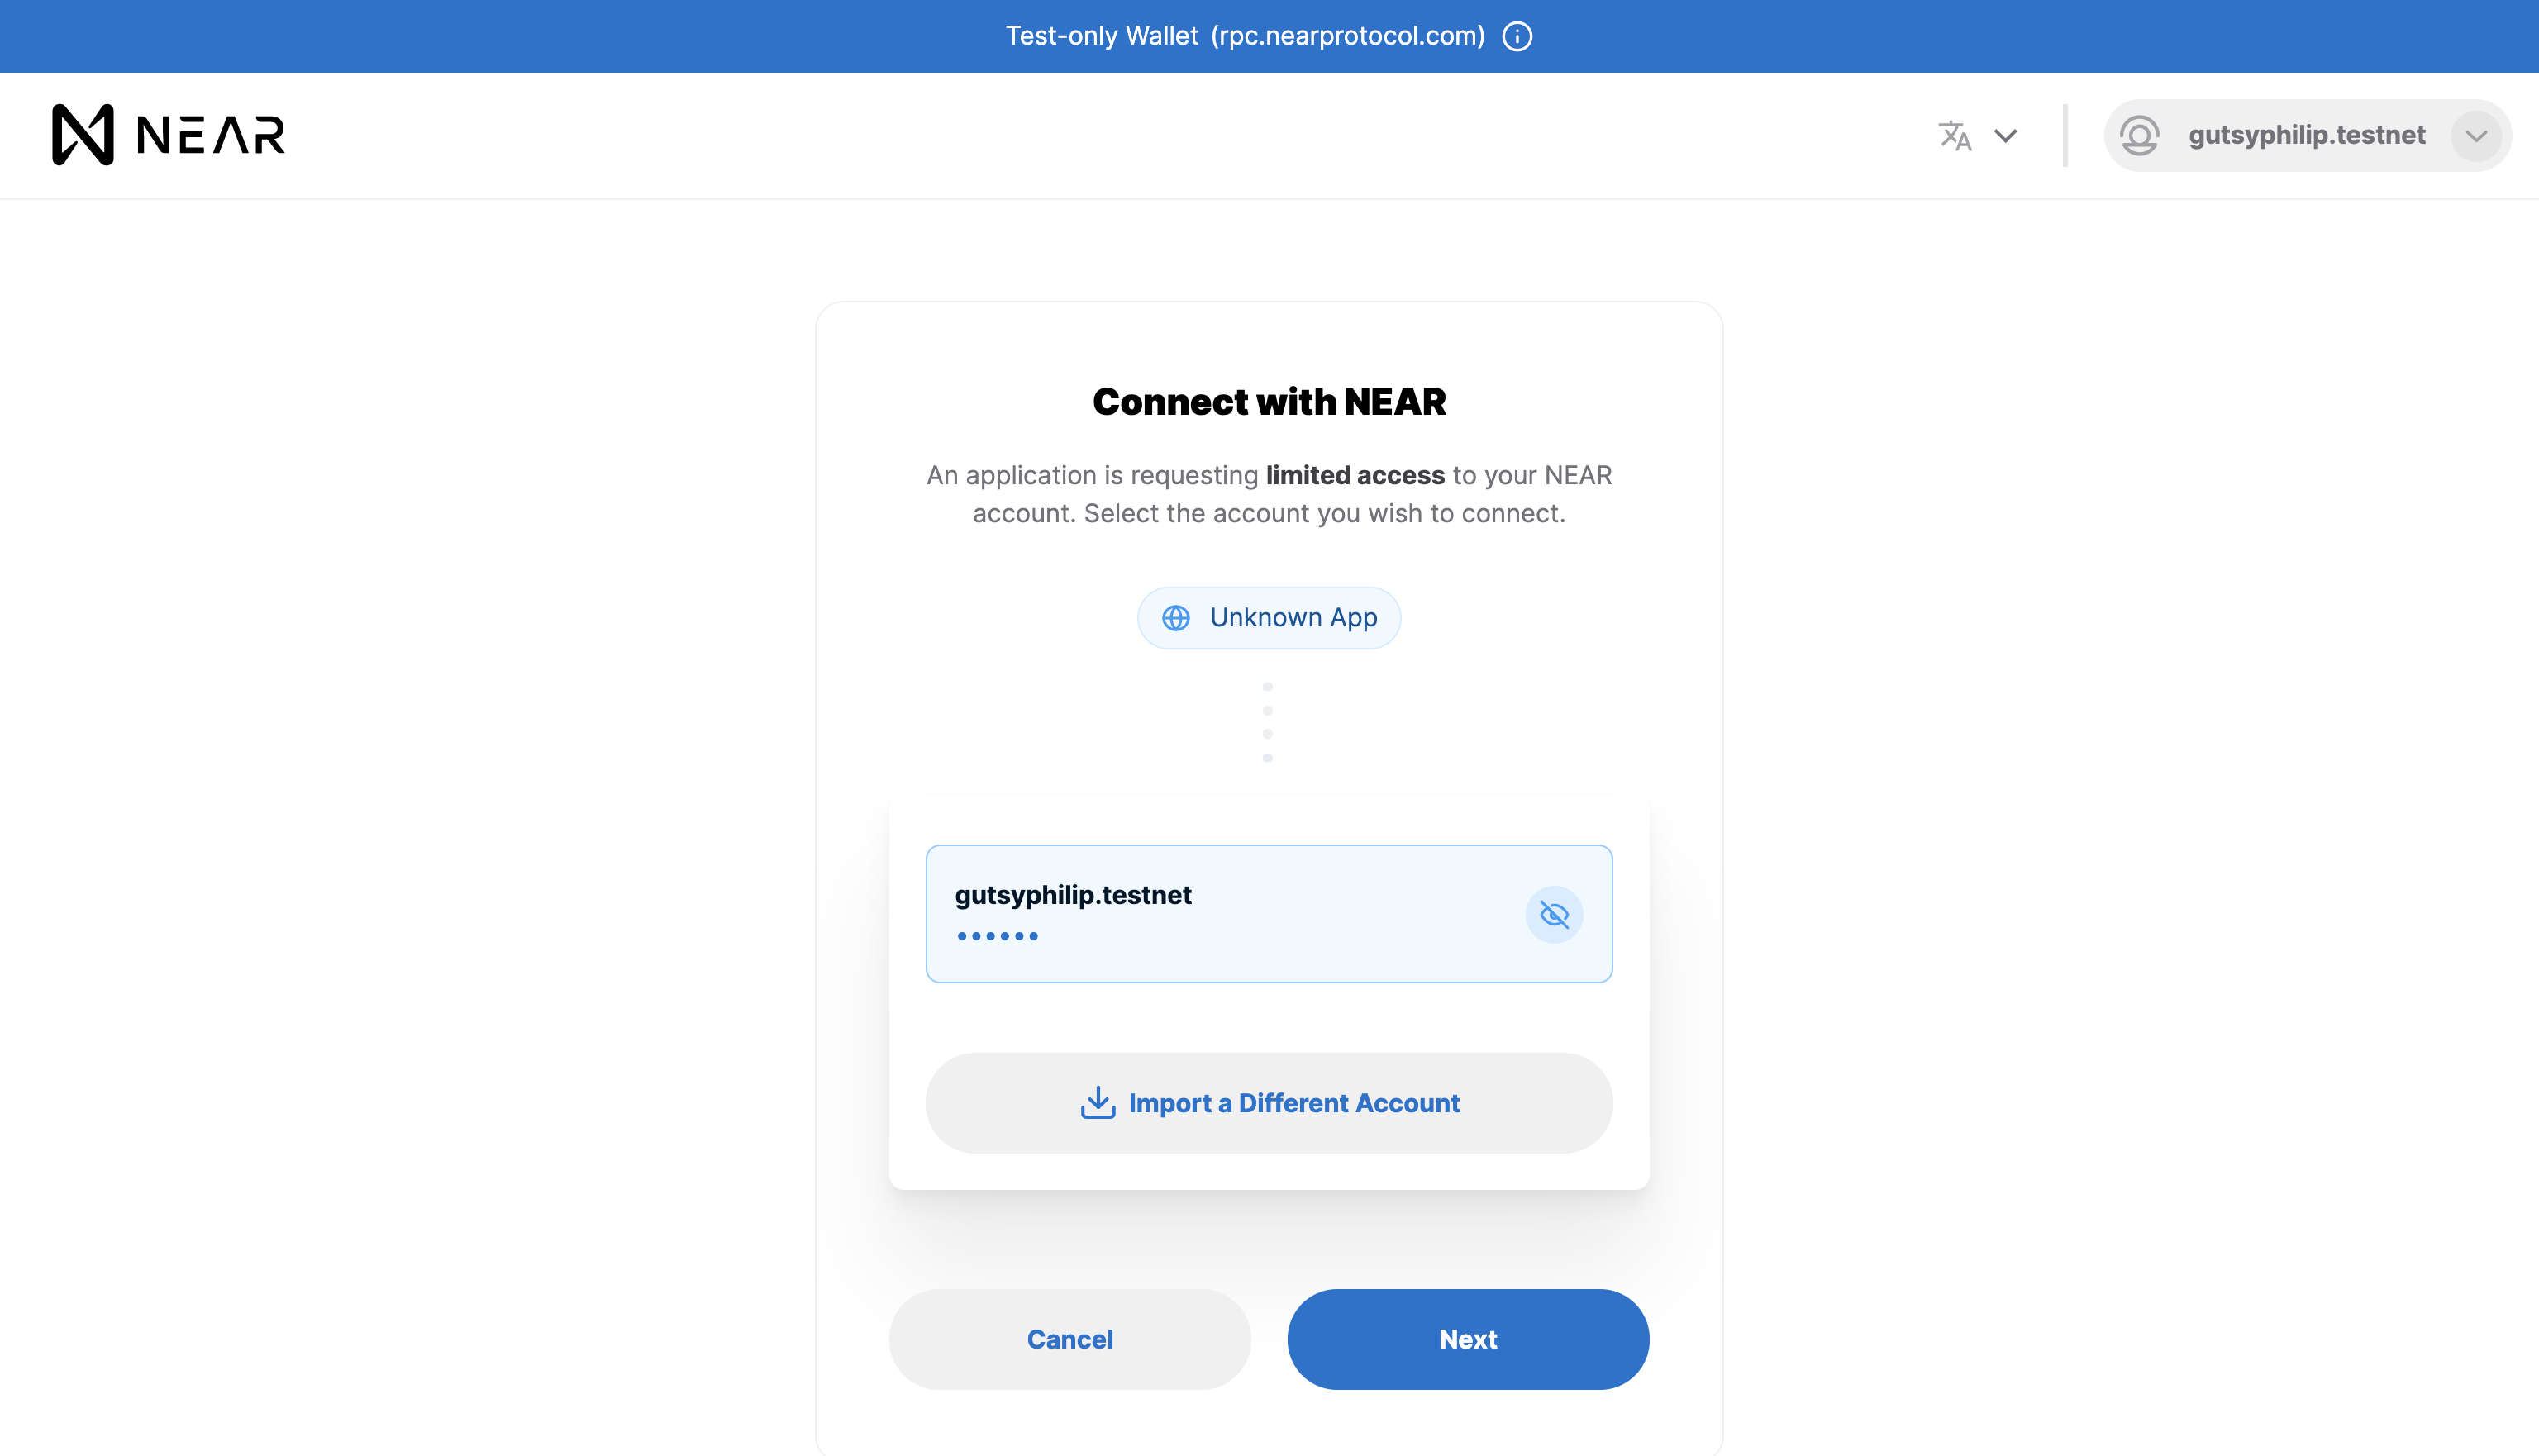 Test-only Wallet (rpc.nearprotocol.com)
NEAR
gutsyphilip.testnet
Connect with NEAR
An application is requesting limited access to your NEAR
account. Select the account you wish to connect.
Unknown App
gutsyphilip.testnet
••••••
Import a Different Account
Cancel
Next